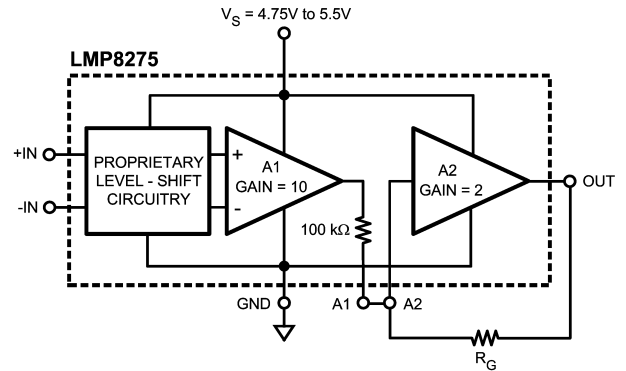 V_S = 4.75V to 5.5V
LMP8275
+IN
-IN
PROPRIETARY
LEVEL - SHIFT
CIRCUITRY
+
-
A1
GAIN = 10
A2
GAIN = 2
OUT
100 kΩ
GND
A1
A2
R_G